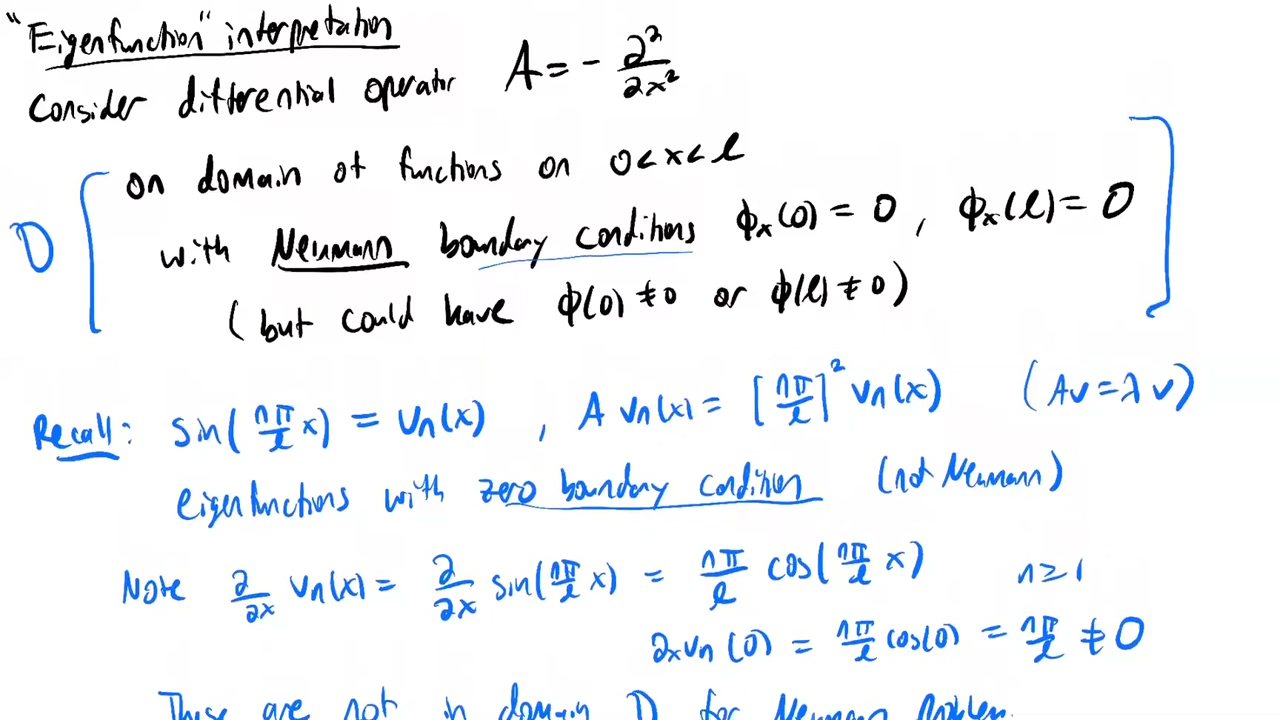 "Eigenfunction" interpretation
Consider differential operator A = - ∂²/∂x²
D [ on domain of functions on 0 < x < l
with Neumann boundary conditions ϕₓ(0) = 0, ϕₓ(l) = 0
(but could have ϕ(0) ≠ 0 or ϕ(l) ≠ 0) ]
Recall: sin(nπ/l x) = vₙ(x), A vₙ(x) = [nπ/l]² vₙ(x) (Av = λv)
eigenfunctions with zero boundary condition (not Neumann)
Note ∂/∂x vₙ(x) = ∂/∂x sin(nπ/l x) = nπ/l cos(nπ/l x) n ≥ 1
∂ₓvₙ(0) = nπ/l cos(0) = nπ/l ≠ 0
These are not in domain D for Neumann problem.